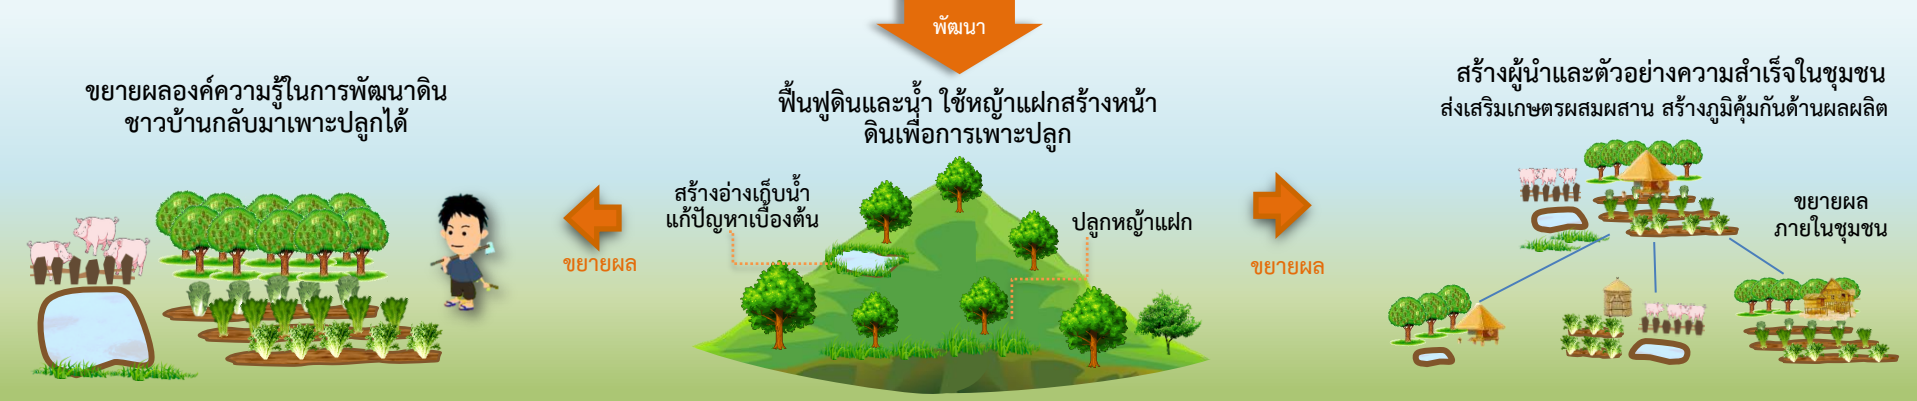 พัฒนา
ขยายผลองค์ความรู้ในการพัฒนาดิน
ชาวบ้านกลับมาเพาะปลูกได้
ฟื้นฟูดินและน้ำ ใช้หญ้าแฝกสร้างหน้า
ดินเพื่อการเพาะปลูก
สร้างผู้นำและตัวอย่างความสำเร็จในชุมชน
ส่งเสริมเกษตรผสมผสาน สร้างภูมิคุ้มกันด้านผลผลิต
สร้างอ่างเก็บน้ำ
แก้ปัญหาเบื้องต้น
ปลูกหญ้าแฝก
ขยายผล
ขยายผล
ขยายผล
ภายในชุมชน